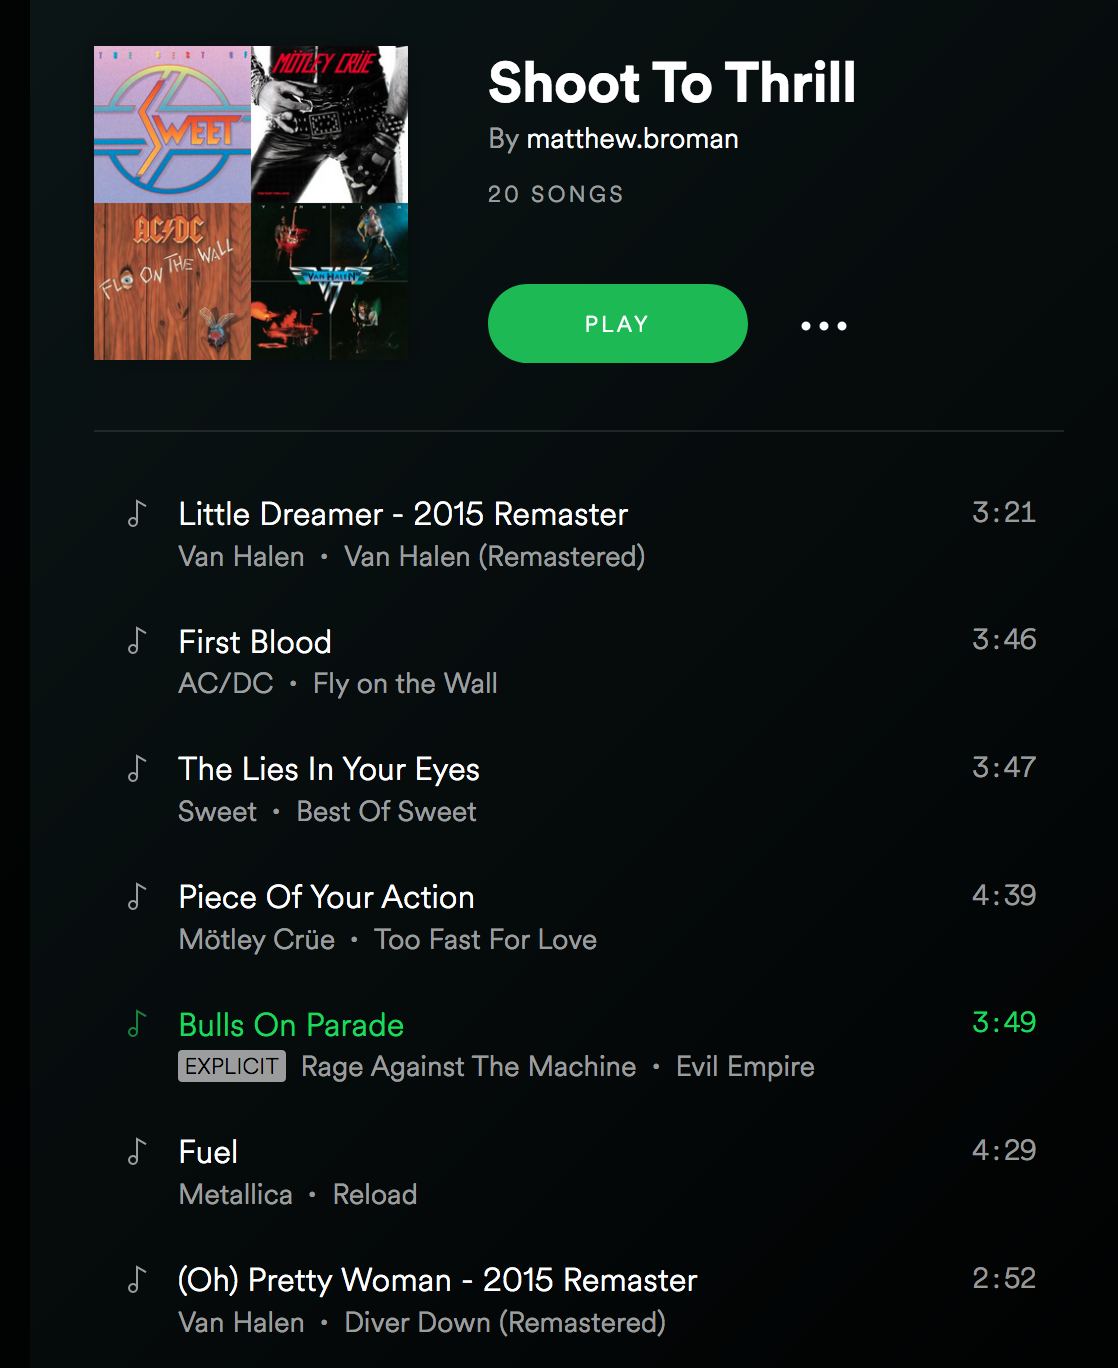 THE BEST OF
SWEET
MÖTLEY CRÜE
AC/DC
FLY ON THE WALL
VAN HALEN
VAN HALEN
Shoot To Thrill
By matthew.broman
20 SONGS
PLAY
Little Dreamer - 2015 Remaster
3:21
Van Halen • Van Halen (Remastered)
First Blood
3:46
AC/DC • Fly on the Wall
The Lies In Your Eyes
3:47
Sweet • Best Of Sweet
Piece Of Your Action
4:39
Mötley Crüe • Too Fast For Love
Bulls On Parade
3:49
EXPLICIT Rage Against The Machine • Evil Empire
Fuel
4:29
Metallica • Reload
(Oh) Pretty Woman - 2015 Remaster
2:52
Van Halen • Diver Down (Remastered)